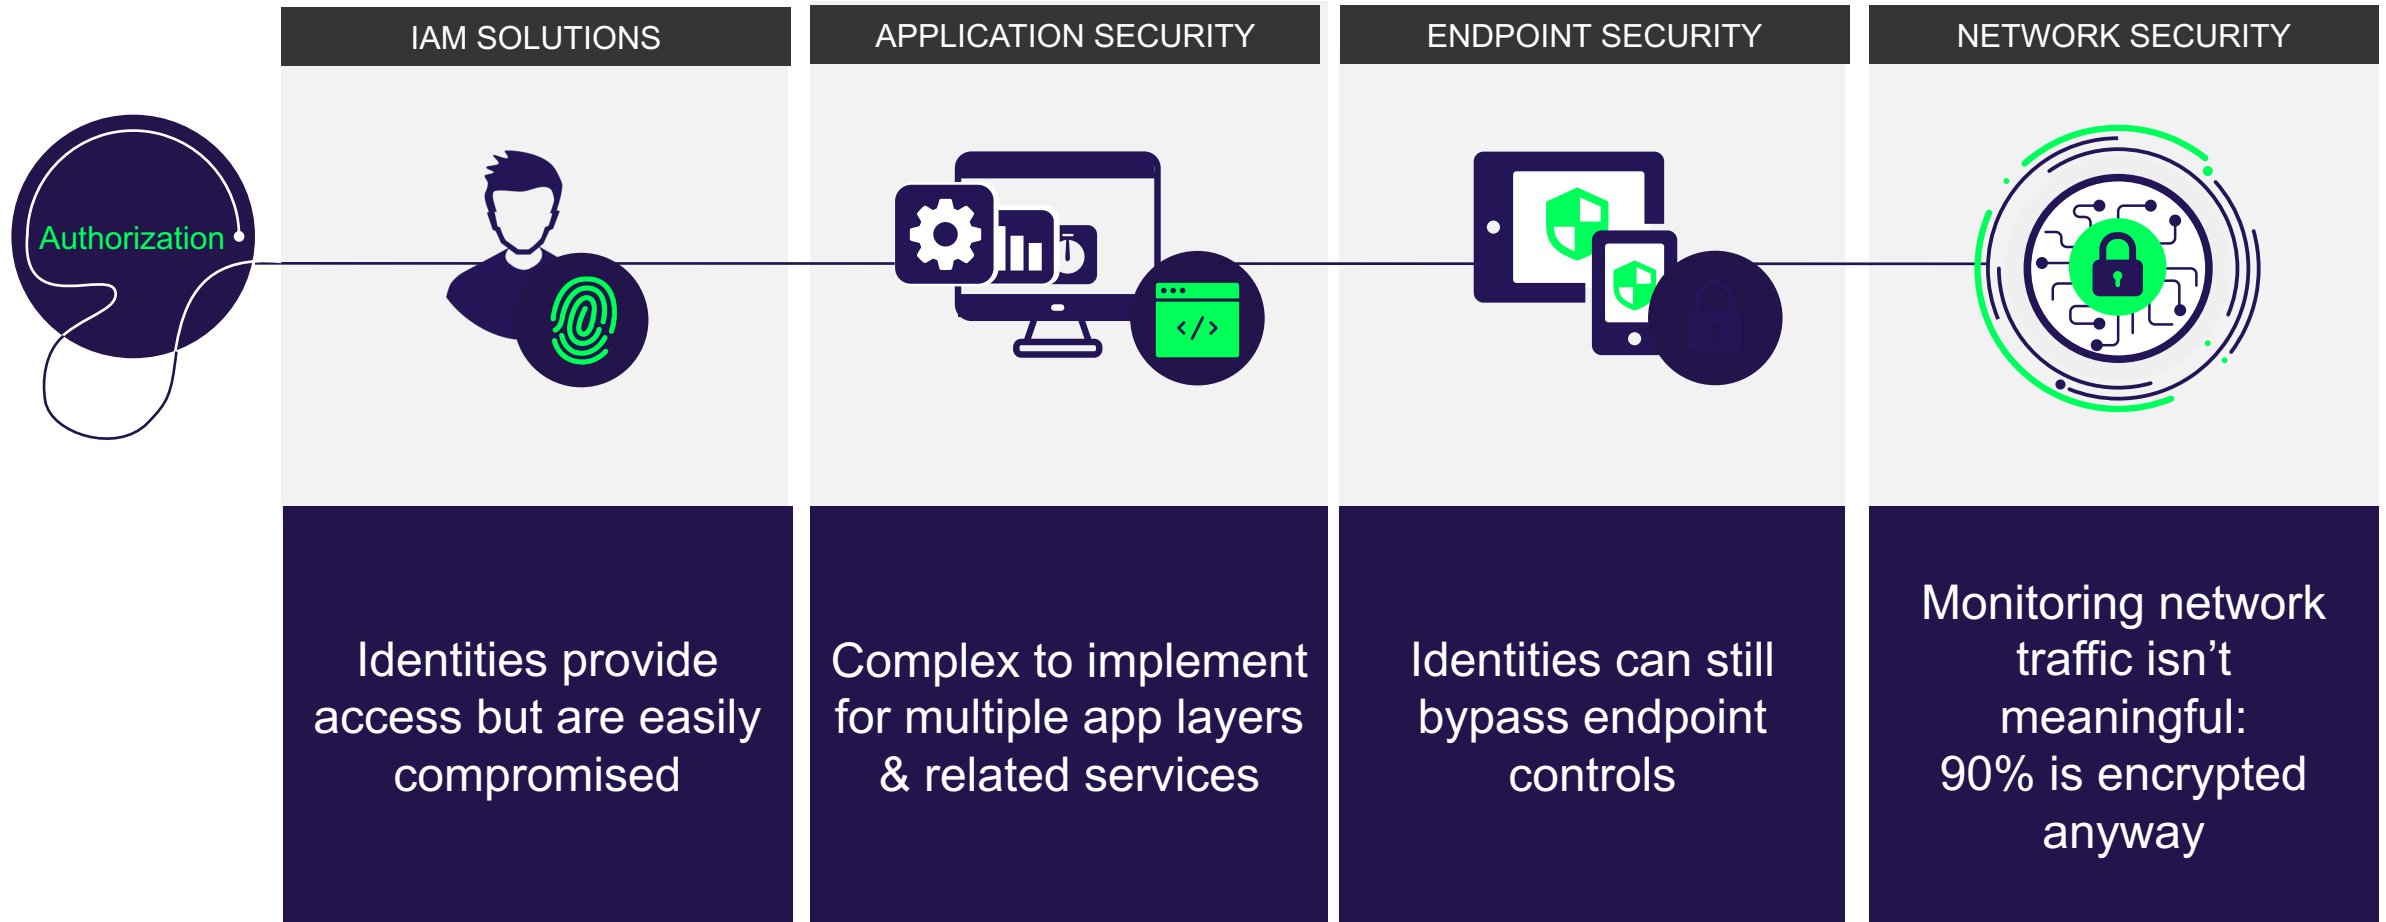 IAM SOLUTIONS
APPLICATION SECURITY
ENDPOINT SECURITY
NETWORK SECURITY
Authorization
</>
Identities provide
access but are easily
compromised
Complex to implement
for multiple app layers
& related services
Identities can still
bypass endpoint
controls
Monitoring network
traffic isn’t
meaningful:
90% is encrypted
anyway